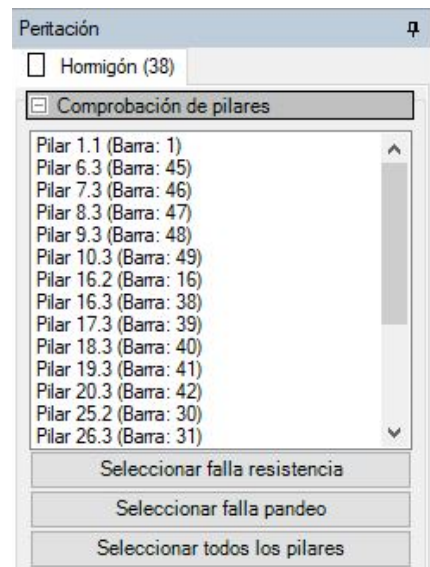 Peritación
Hormigón (38)
Comprobación de pilares
Pilar 1.1 (Barra: 1)
Pilar 6.3 (Barra: 45)
Pilar 7.3 (Barra: 46)
Pilar 8.3 (Barra: 47)
Pilar 9.3 (Barra: 48)
Pilar 10.3 (Barra: 49)
Pilar 16.2 (Barra: 16)
Pilar 16.3 (Barra: 38)
Pilar 17.3 (Barra: 39)
Pilar 18.3 (Barra: 40)
Pilar 19.3 (Barra: 41)
Pilar 20.3 (Barra: 42)
Pilar 25.2 (Barra: 30)
Pilar 26.3 (Barra: 31)
Seleccionar falla resistencia
Seleccionar falla pandeo
Seleccionar todos los pilares